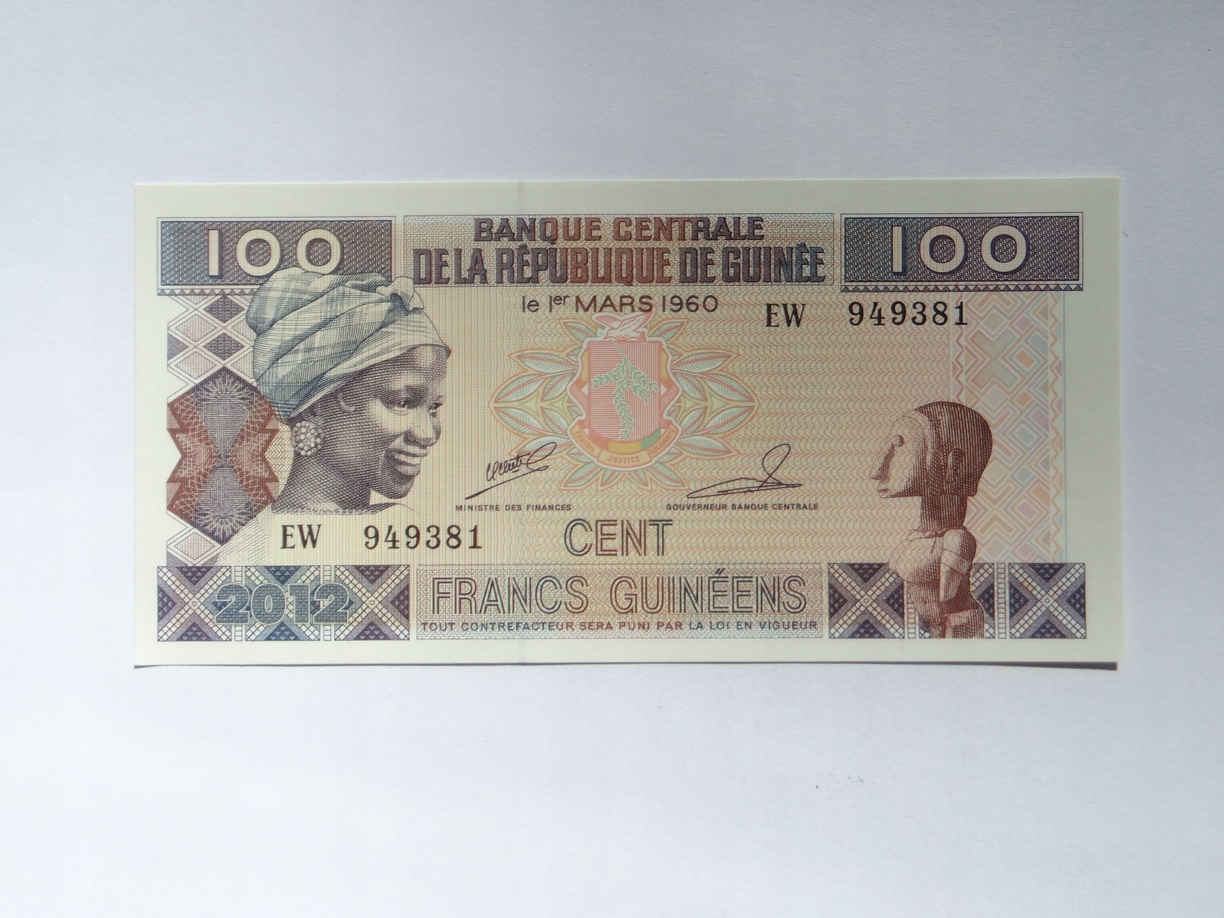 100
BANQUE CENTRALE
DE LA RÉPUBLIQUE DE GUINÉE
100
le 1er MARS 1960
EW 949381
JUSTICE
MINISTRE DES FINANCES
GOUVERNEUR BANQUE CENTRALE
EW 949381
CENT
FRANCS GUINÉENS
2012
TOUT CONTREFACTEUR SERA PUNI PAR LA LOI EN VIGUEUR